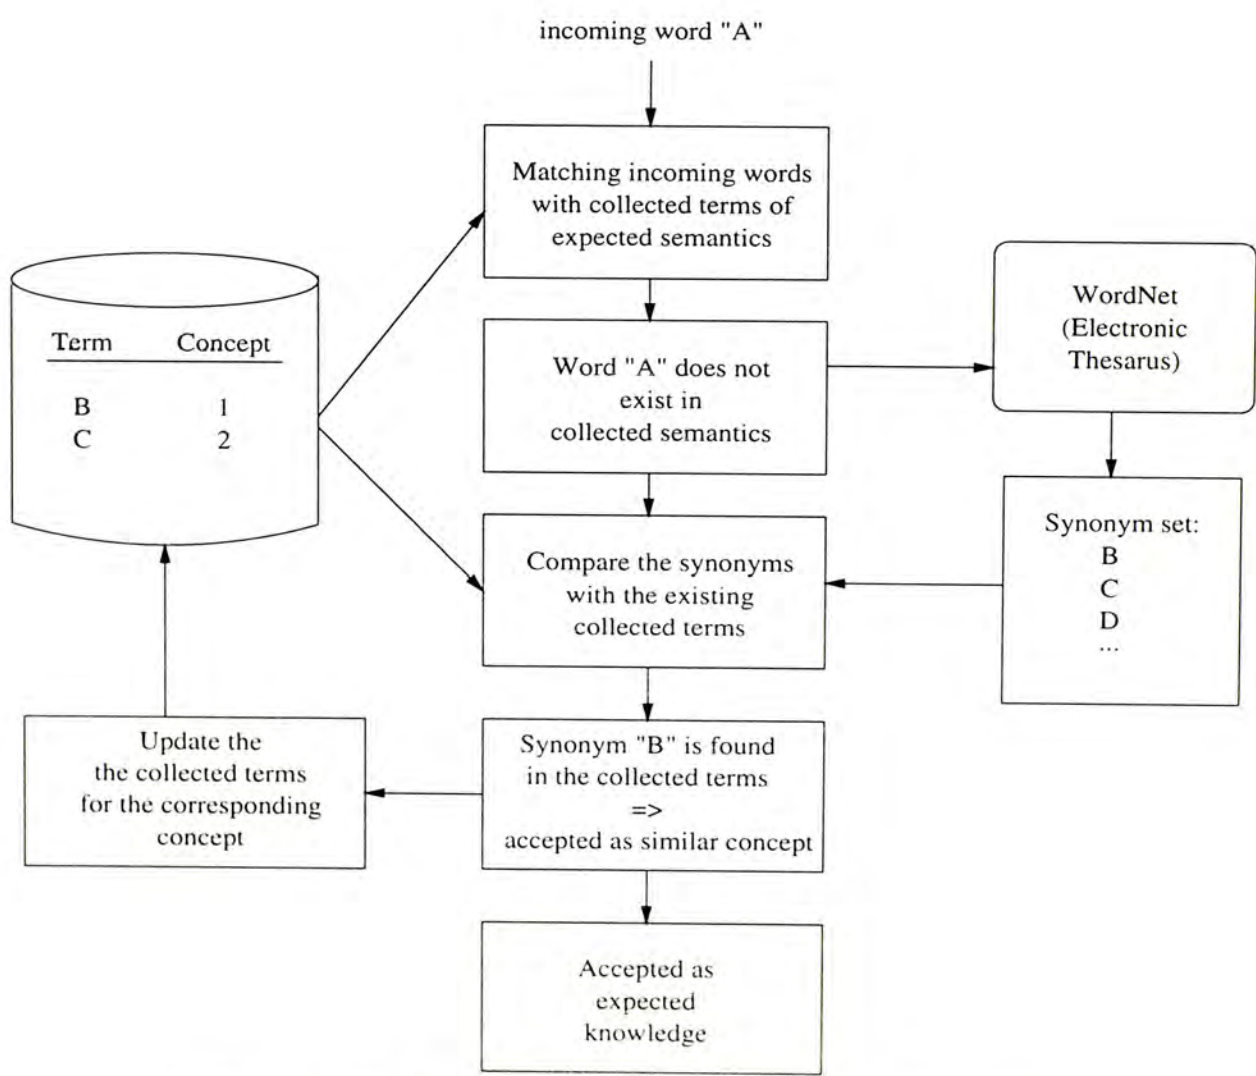 incoming word "A"
Matching incoming words
with collected terms of
expected semantics
Term Concept
B 1
C 2
Word "A" does not
exist in
collected semantics
WordNet
(Electronic
Thesarus)
Synonym set:
B
C
D
...
Compare the synonyms
with the existing
collected terms
Synonym "B" is found
in the collected terms
=>
accepted as similar concept
Update the
the collected terms
for the corresponding
concept
Accepted as
expected
knowledge